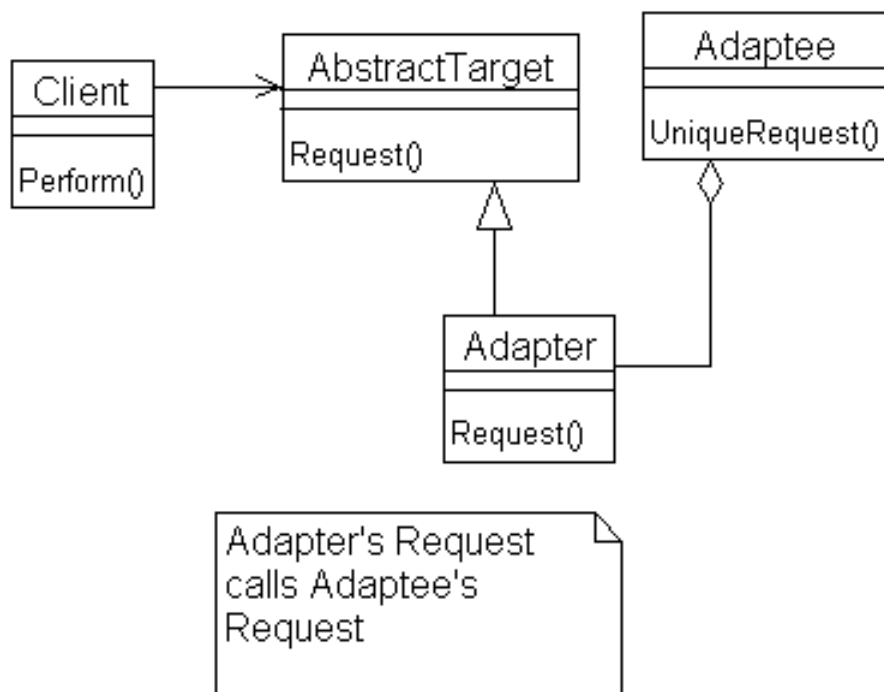 Client
Perform()
AbstractTarget
Request()
Adaptee
UniqueRequest()
Adapter
Request()
Adapter's Request
calls Adaptee's
Request